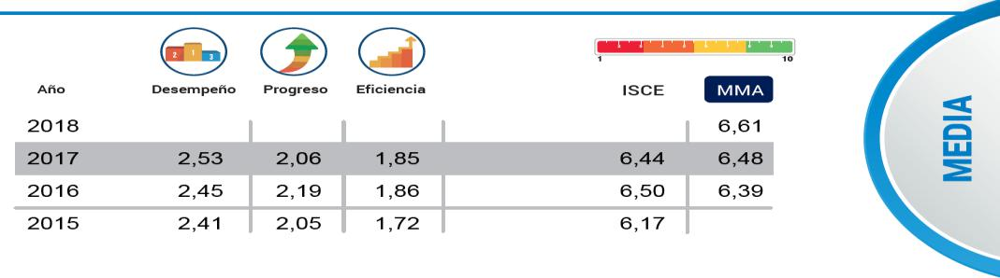 2 1 3
1 10
Año Desempeño Progreso Eficiencia ISCE MMA
2018 6,61
2017 2,53 2,06 1,85 6,44 6,48
2016 2,45 2,19 1,86 6,50 6,39
2015 2,41 2,05 1,72 6,17
MEDIA